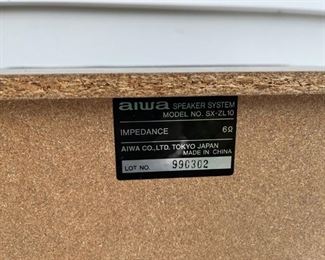 aiwa SPEAKER SYSTEM
MODEL NO. SX-ZL10
IMPEDANCE 6Ω
AIWA CO., LTD. TOKYO JAPAN
MADE IN CHINA
LOT NO. 990302